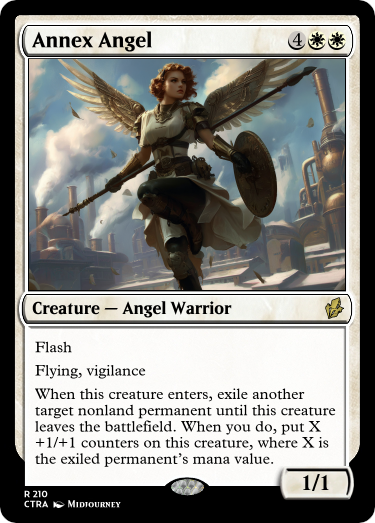 Annex Angel 4
Creature — Angel Warrior
Flash
Flying, vigilance
When this creature enters, exile another
target nonland permanent until this creature
leaves the battlefield. When you do, put X
+1/+1 counters on this creature, where X is
the exiled permanent's mana value.
1/1
R 210
CTRA Midjourney